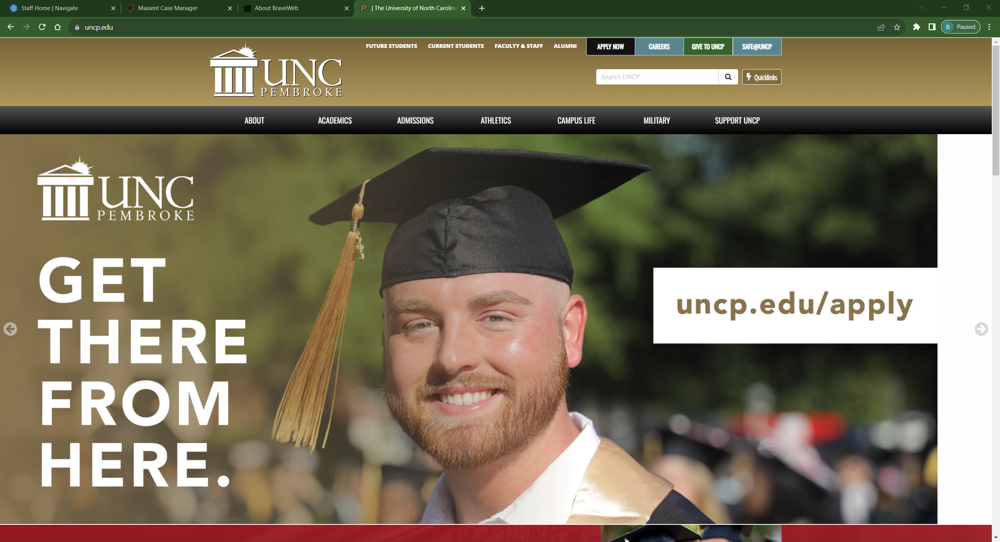 Staff Home | Navigate
Maxient Case Manager
About BraveWeb
| The University of North Carolina
uncp.edu
B Paused
FUTURE STUDENTS CURRENT STUDENTS FACULTY & STAFF ALUMNI APPLY NOW CAREERS GIVE TO UNCP SAFE@UNCP
UNC
PEMBROKE
Search UNCP
Quicklinks
ABOUT ACADEMICS ADMISSIONS ATHLETICS CAMPUS LIFE MILITARY SUPPORT UNCP
UNC
PEMBROKE
GET
THERE
FROM
HERE.
uncp.edu/apply